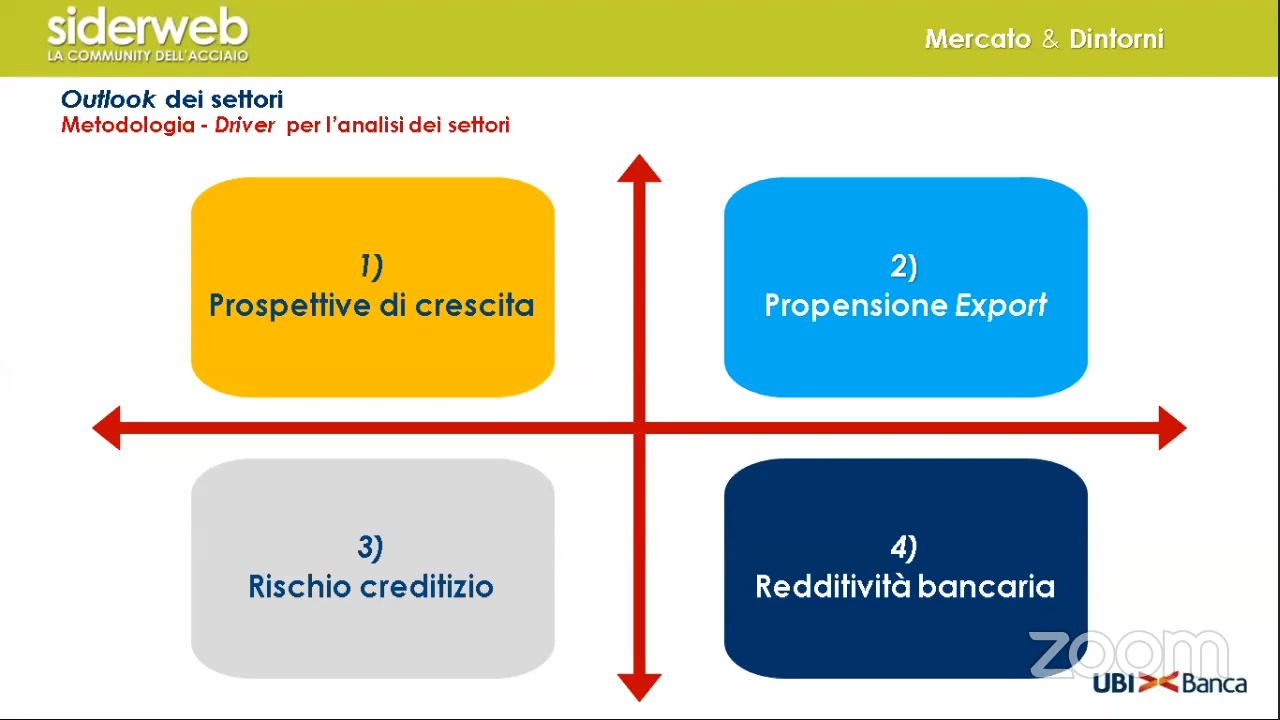 siderweb
LA COMMUNITY DELL'ACCIAIO
Mercato & Dintorni
Outlook dei settori
Metodologia - Driver per l'analisi dei settori
1)
Prospettive di crescita
2)
Propensione Export
3)
Rischio creditizio
4)
Redditività bancaria
zoom
UBI Banca